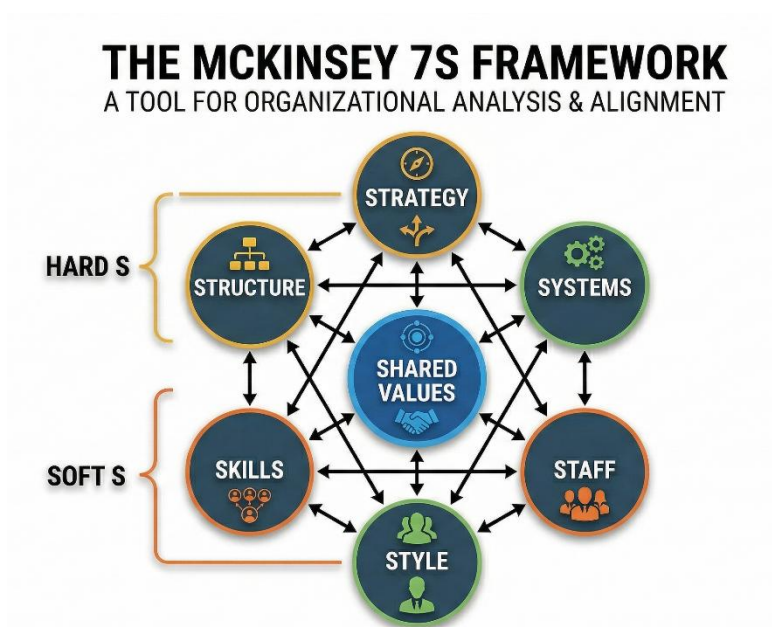 THE MCKINSEY 7S FRAMEWORK
A TOOL FOR ORGANIZATIONAL ANALYSIS & ALIGNMENT
STRATEGY
HARD S
STRUCTURE
SYSTEMS
SHARED
VALUES
SOFT S
SKILLS
STAFF
STYLE